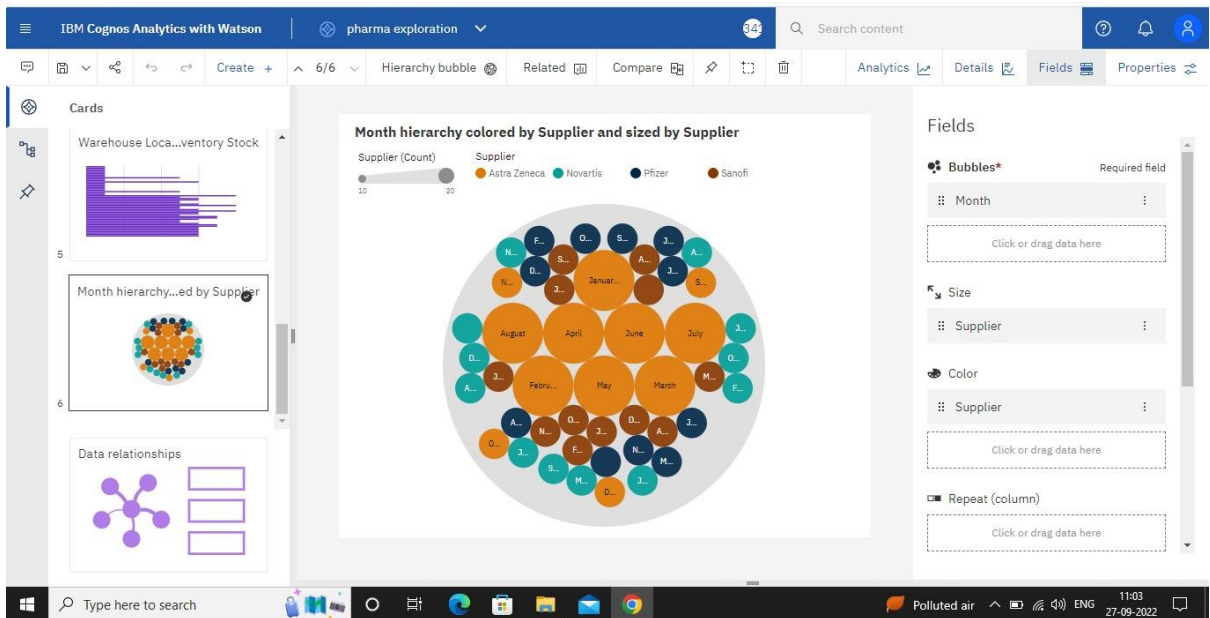 IBM Cognos Analytics with Watson
pharma exploration
341
Search content
Create +
6/6
Hierarchy bubble
Related
Compare
Analytics
Details
Fields
Properties
Cards
Warehouse Loca...ventory Stock
5
Month hierarchy...ed by Supplier
6
Data relationships
Month hierarchy colored by Supplier and sized by Supplier
Supplier (Count)
10
20
Supplier
Astra Zeneca
Novartis
Pfizer
Sanofi
F...
O...
S...
J...
N...
S...
A...
A...
D...
J...
N...
J...
Januar...
S...
August
April
June
July
J...
D...
O...
A...
J...
Febru...
May
March
M...
F...
A...
N...
O...
J...
D...
A...
J...
O...
J...
F...
N...
M...
S...
M...
D...
J...
Fields
Bubbles*
Required field
Month
Click or drag data here
Size
Supplier
Color
Supplier
Click or drag data here
Repeat (column)
Click or drag data here
Type here to search
Polluted air
ENG
11:03
27-09-2022